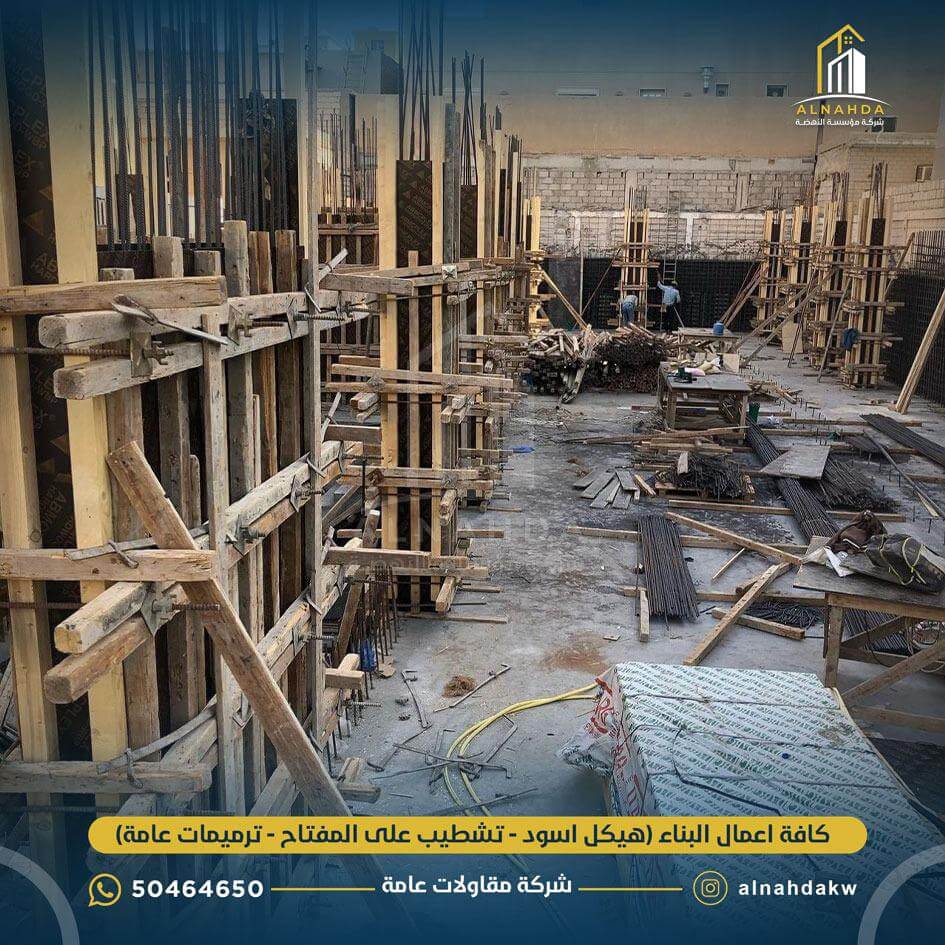 ALNAHDA
شركة مؤسسة النهضة
ALNAHDA
كافة اعمال البناء (هيكل اسود - تشطيب على المفتاح - ترميمات عامة)
50464650
شركة مقاولات عامة
alnahdakw